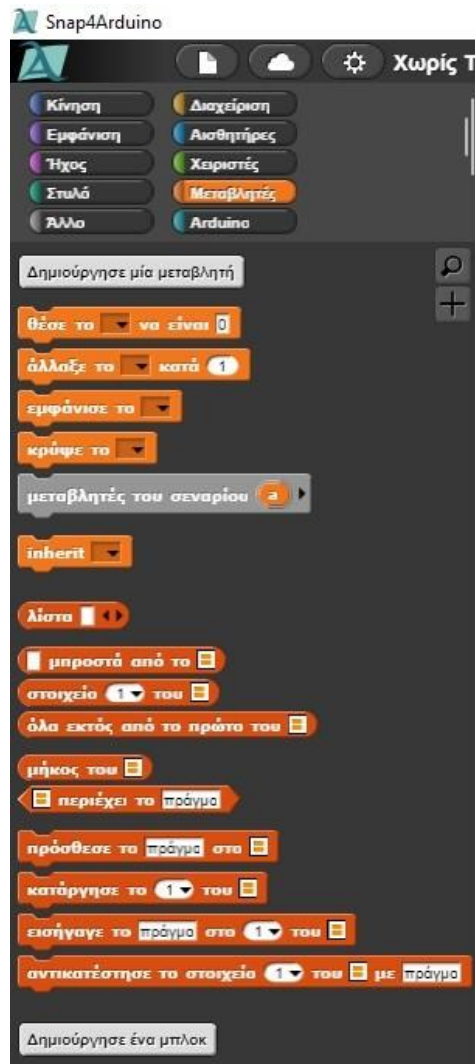 Snap4Arduino
Χωρίς Τ
Κίνηση Διαχείριση
Εμφάνιση Αισθητήρες
Ήχος Χειριστές
Στυλό Μεταβλητές
Άλλο Arduino
Δημιούργησε μία μεταβλητή
θέσε το να είναι 0
άλλαξε το κατά 1
εμφάνισε το
κρύψε το
μεταβλητές του σεναρίου a
inherit
λίστα
μπροστά από το
στοιχείο 1 του
όλα εκτός από το πρώτο του
μήκος του
περιέχει το πράγμα
πρόσθεσε το πράγμα στο
κατάργησε το 1 του
εισήγαγε το πράγμα στο 1 του
αντικατέστησε το στοιχείο 1 του με πράγμα
Δημιούργησε ένα μπλοκ